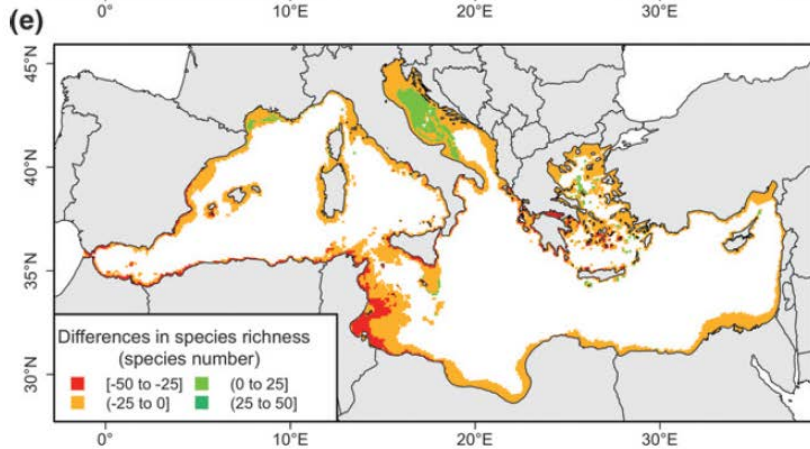 (e)
0° 10°E 20°E 30°E
45°N
40°N
35°N
30°N
Differences in species richness
(species number)
[-50 to -25] (0 to 25]
(-25 to 0] (25 to 50]
0° 10°E 20°E 30°E